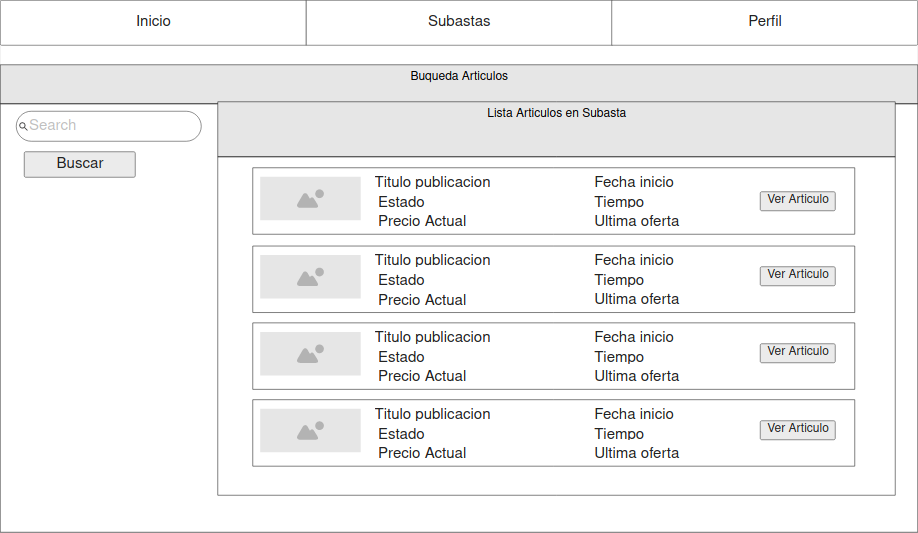 Inicio Subastas Perfil
Buqueda Articulos
Search
Buscar
Lista Articulos en Subasta
Titulo publicacion Fecha inicio
Estado Tiempo Ver Articulo
Precio Actual Ultima oferta
Titulo publicacion Fecha inicio
Estado Tiempo Ver Articulo
Precio Actual Ultima oferta
Titulo publicacion Fecha inicio
Estado Tiempo Ver Articulo
Precio Actual Ultima oferta
Titulo publicacion Fecha inicio
Estado Tiempo Ver Articulo
Precio Actual Ultima oferta